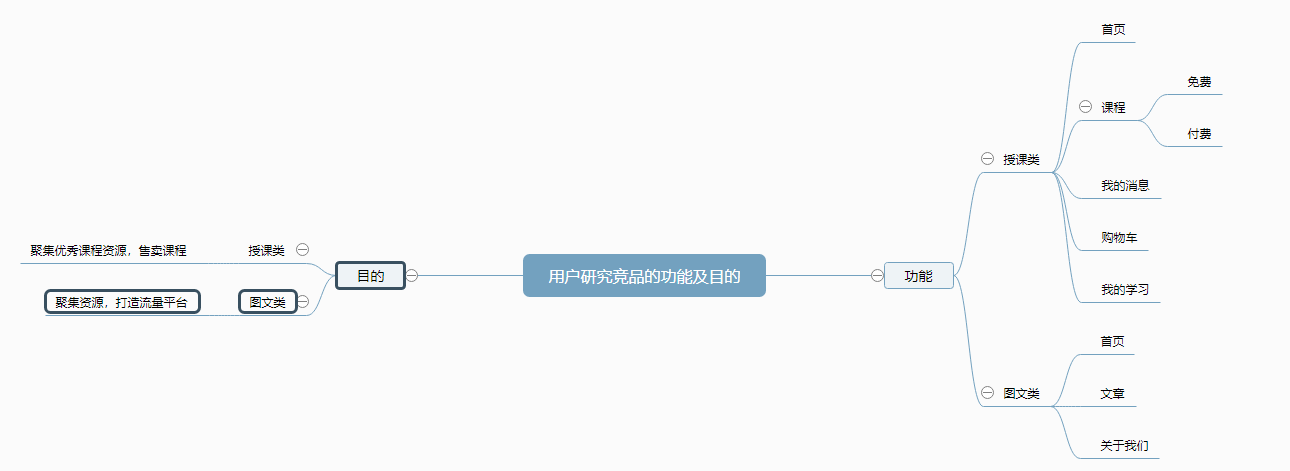 用户研究竞品的功能及目的
功能
授课类
首页
课程
免费
付费
我的消息
购物车
我的学习
图文类
首页
文章
关于我们
目的
授课类
聚集优秀课程资源，售卖课程
图文类
聚集资源，打造流量平台